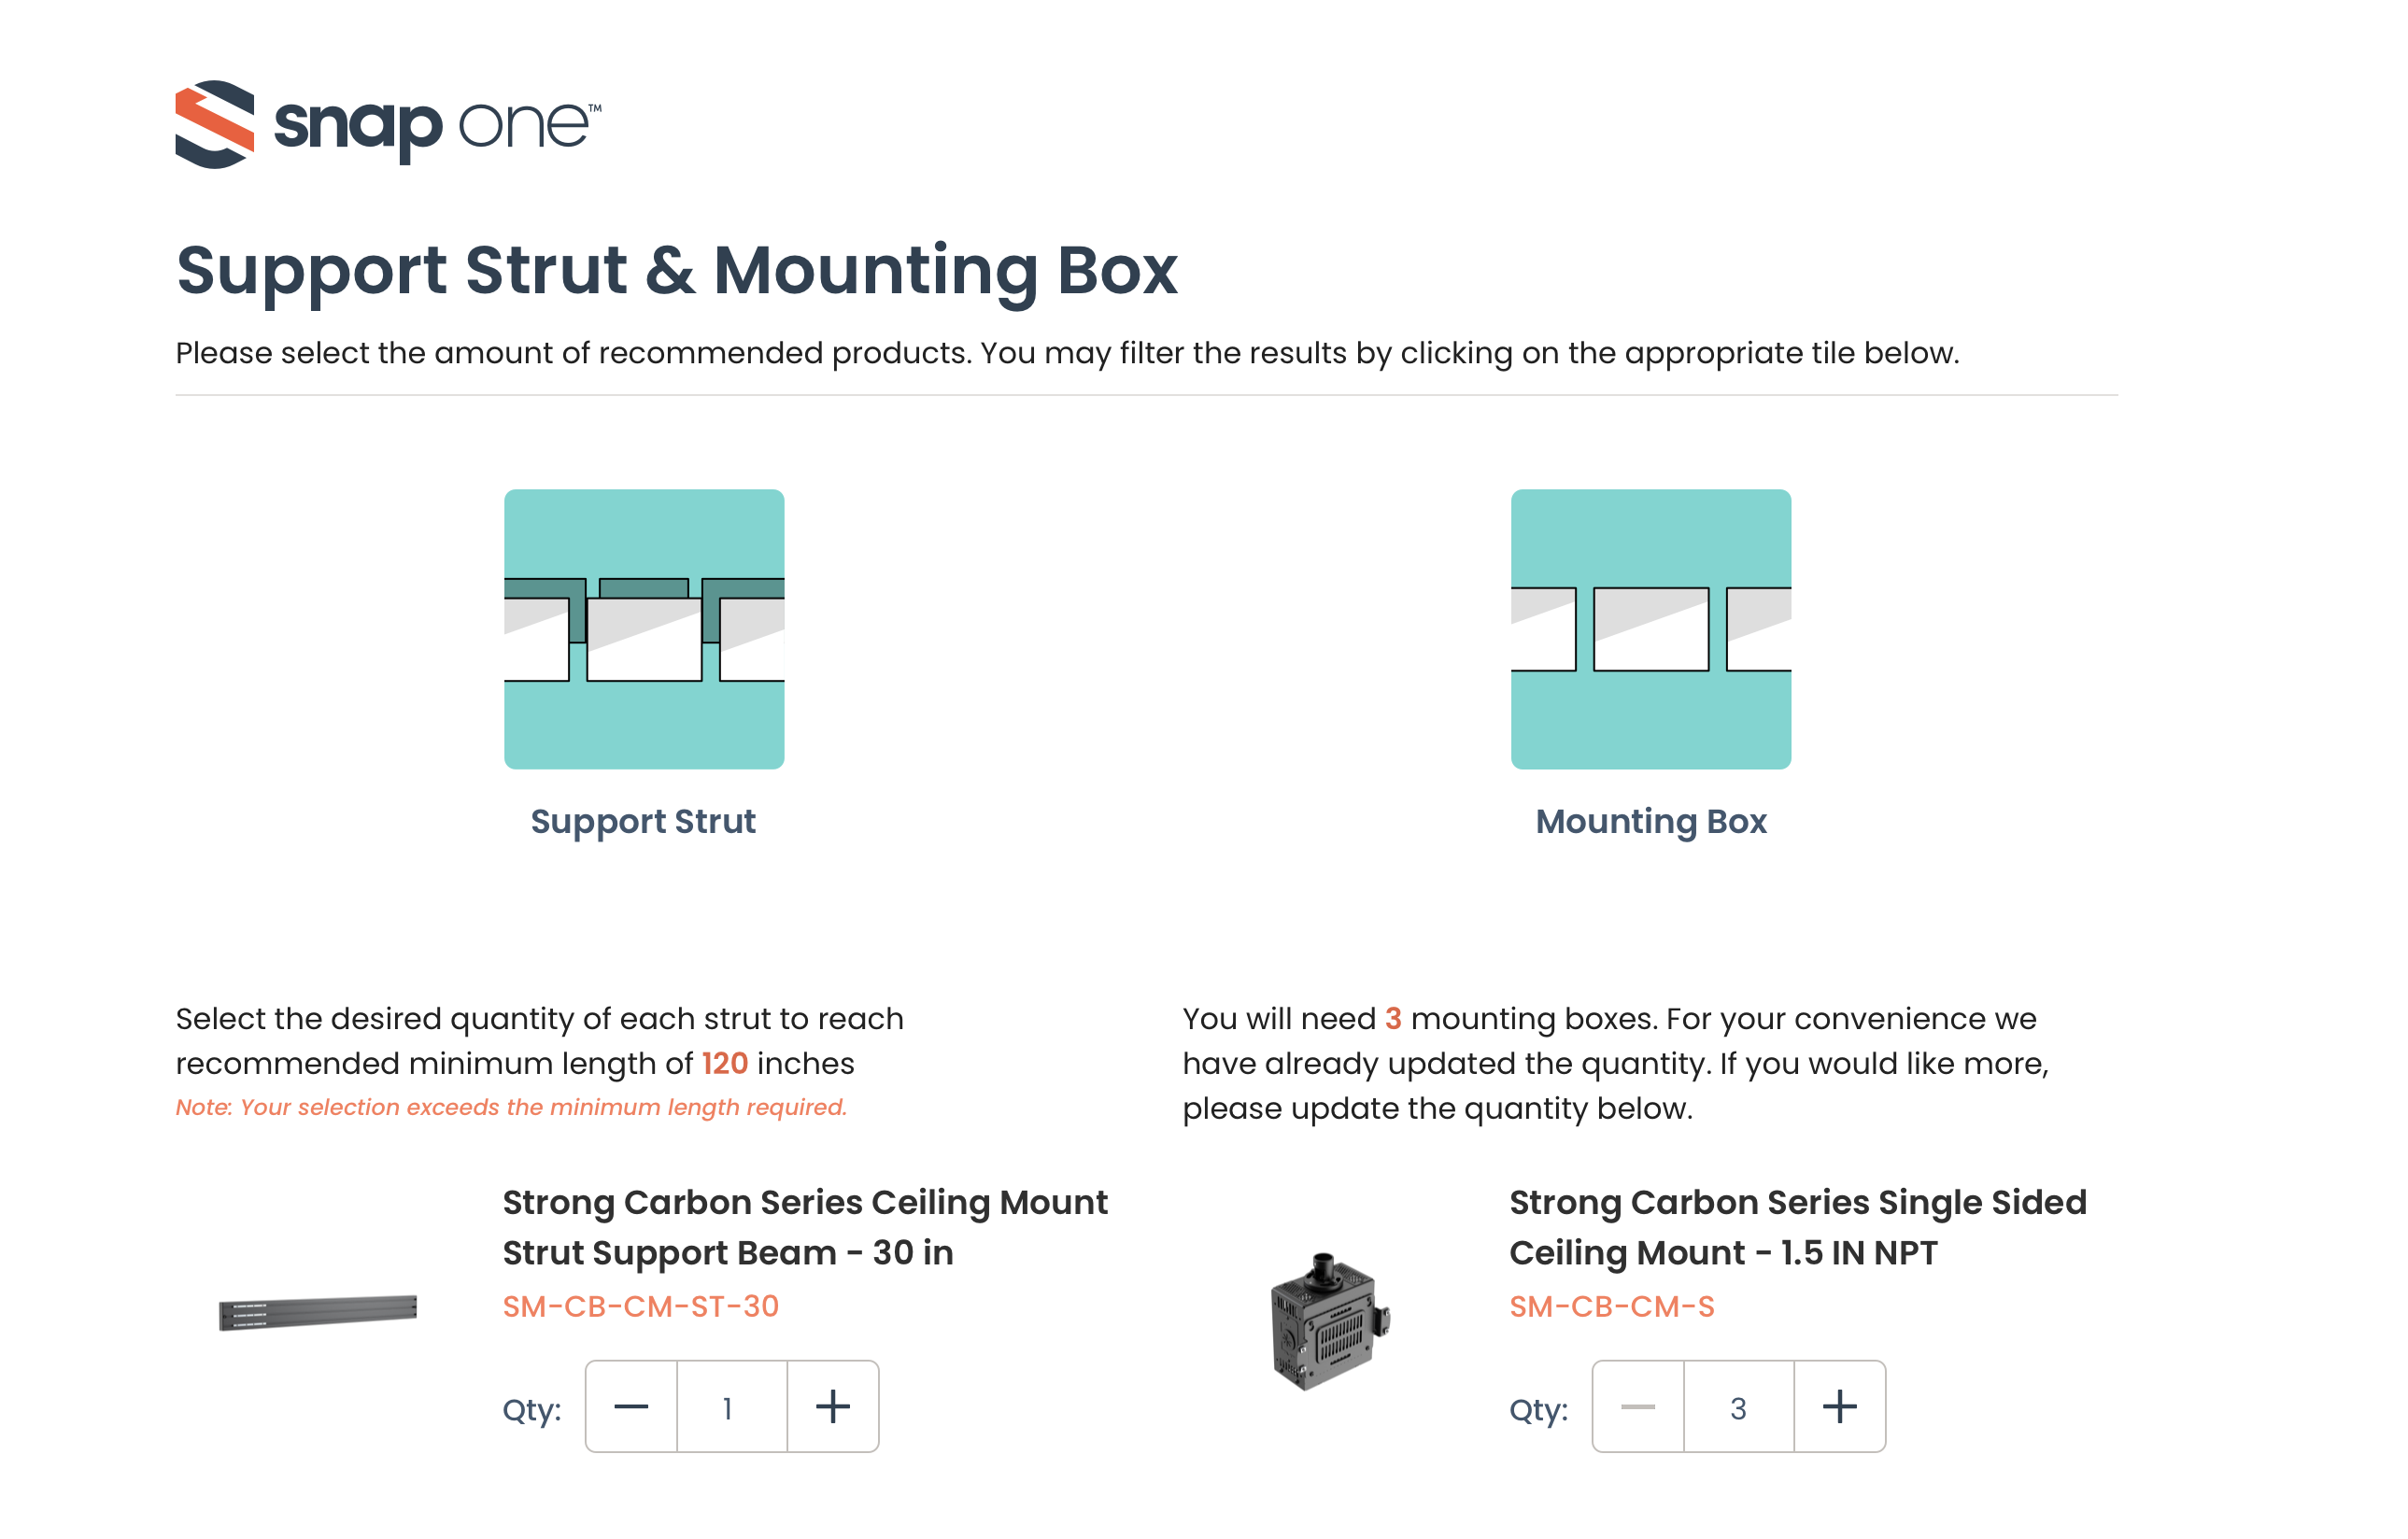 snap one™
Support Strut & Mounting Box
Please select the amount of recommended products. You may filter the results by clicking on the appropriate tile below.
Support Strut
Mounting Box
Select the desired quantity of each strut to reach
recommended minimum length of 120 inches
Note: Your selection exceeds the minimum length required.
Strong Carbon Series Ceiling Mount
Strut Support Beam - 30 in
SM-CB-CM-ST-30
Qty: − 1 +
You will need 3 mounting boxes. For your convenience we
have already updated the quantity. If you would like more,
please update the quantity below.
Strong Carbon Series Single Sided
Ceiling Mount - 1.5 IN NPT
SM-CB-CM-S
Qty: − 3 +